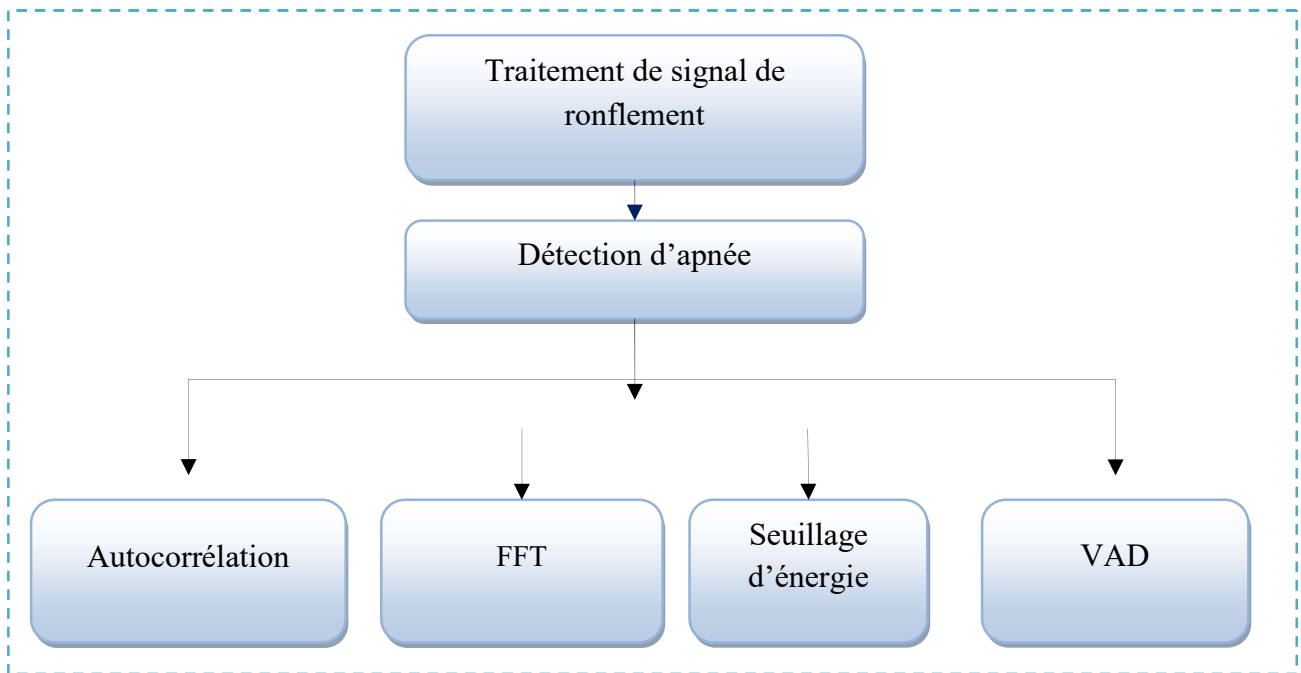 Traitement de signal de
ronflement
Détection d’apnée
Autocorrélation
FFT
Seuillage
d’énergie
VAD